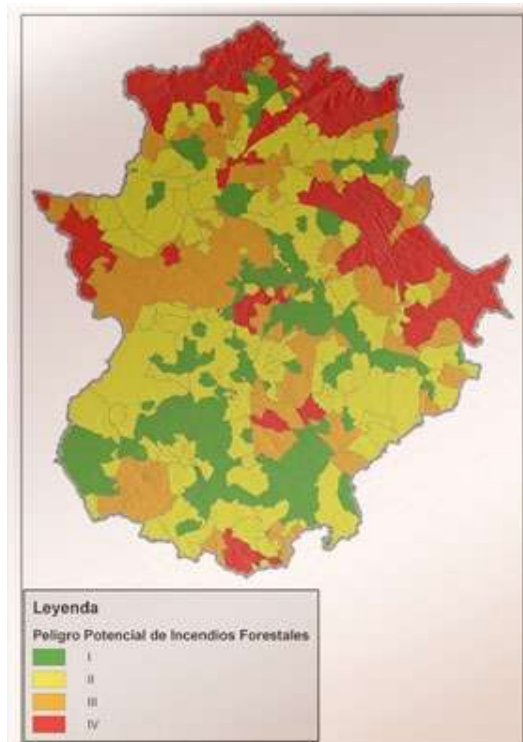 Leyenda
Peligro Potencial de Incendios Forestales
I
II
III
IV